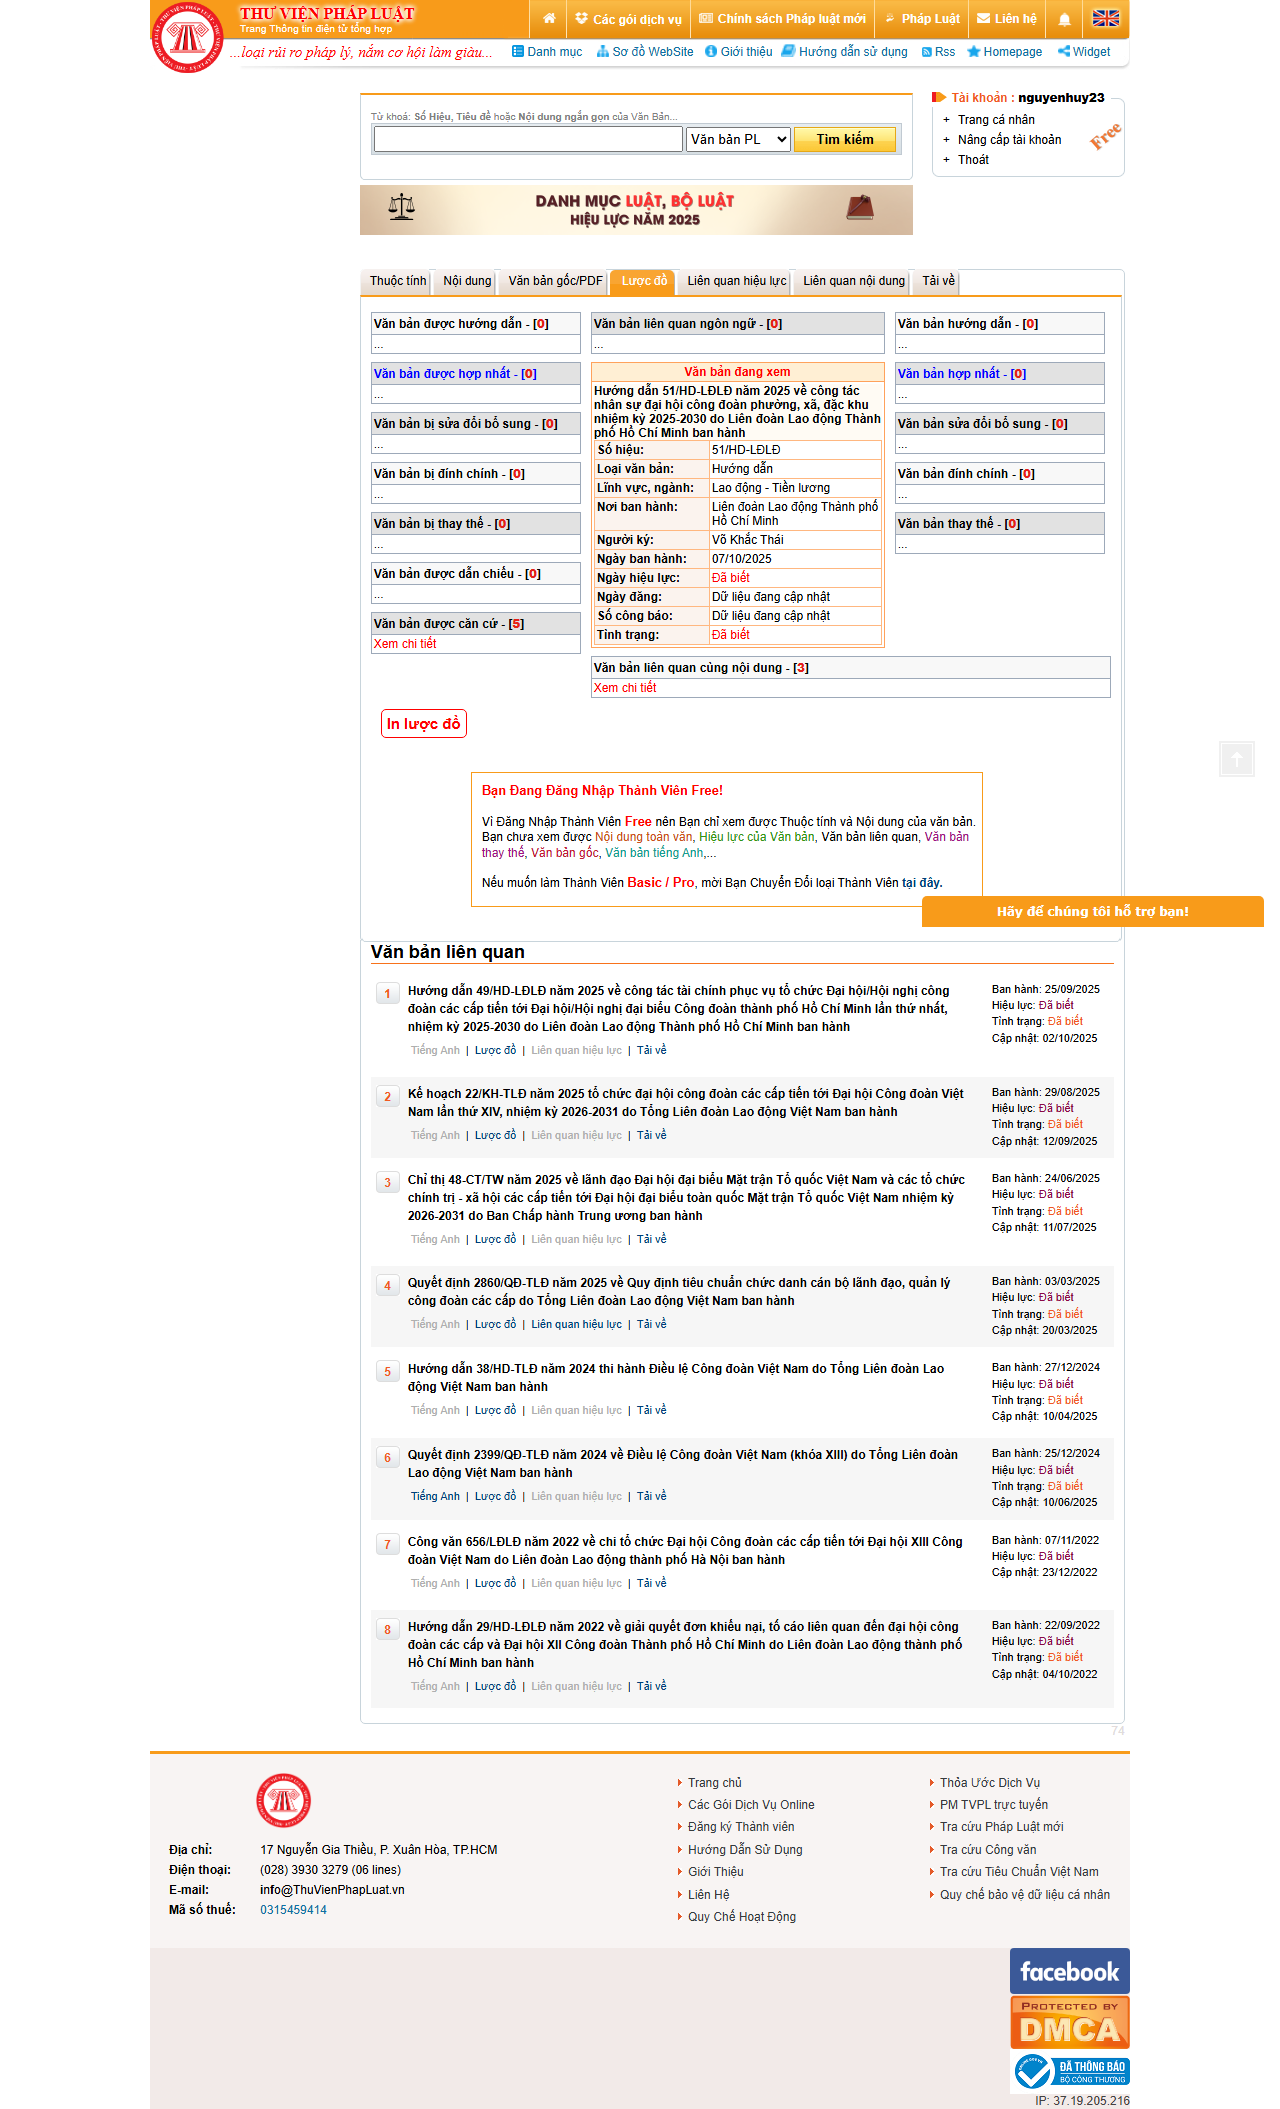 THƯ VIỆN PHÁP LUẬT
Trang Thông tin điện tử tổng hợp
Các gói dịch vụ
Chính sách Pháp luật mới
Pháp Luật
Liên hệ
...loại rủi ro pháp lý, nắm cơ hội làm giàu...
Danh mục
Sơ đồ WebSite
Giới thiệu
Hướng dẫn sử dụng
Rss
Homepage
Widget
Từ khoá: Số Hiệu, Tiêu đề hoặc Nội dung ngắn gọn của Văn Bản...
Văn bản PL
Tìm kiếm
Tài khoản : nguyenhuy23
+ Trang cá nhân
+ Nâng cấp tài khoản
+ Thoát
Free
DANH MỤC LUẬT, BỘ LUẬT
HIỆU LỰC NĂM 2025
Thuộc tính
Nội dung
Văn bản gốc/PDF
Lược đồ
Liên quan hiệu lực
Liên quan nội dung
Tải về
Văn bản được hướng dẫn - [0]
...
Văn bản được hợp nhất - [0]
...
Văn bản bị sửa đổi bổ sung - [0]
...
Văn bản bị đính chính - [0]
...
Văn bản bị thay thế - [0]
...
Văn bản được dẫn chiếu - [0]
...
Văn bản được căn cứ - [5]
Xem chi tiết
Văn bản liên quan ngôn ngữ - [0]
...
Văn bản đang xem
Hướng dẫn 51/HD-LĐLĐ năm 2025 về công tác
nhân sự đại hội công đoàn phường, xã, đặc khu
nhiệm kỳ 2025-2030 do Liên đoàn Lao động Thành
phố Hồ Chí Minh ban hành
Số hiệu: 51/HD-LĐLĐ
Loại văn bản: Hướng dẫn
Lĩnh vực, ngành: Lao động - Tiền lương
Nơi ban hành: Liên đoàn Lao động Thành phố
Hồ Chí Minh
Người ký: Võ Khắc Thái
Ngày ban hành: 07/10/2025
Ngày hiệu lực: Đã biết
Ngày đăng: Dữ liệu đang cập nhật
Số công báo: Dữ liệu đang cập nhật
Tình trạng: Đã biết
Văn bản hướng dẫn - [0]
...
Văn bản hợp nhất - [0]
...
Văn bản sửa đổi bổ sung - [0]
...
Văn bản đính chính - [0]
...
Văn bản thay thế - [0]
...
Văn bản liên quan cùng nội dung - [3]
Xem chi tiết
In lược đồ
Bạn Đang Đăng Nhập Thành Viên Free!
Vì Đăng Nhập Thành Viên Free nên Bạn chỉ xem được Thuộc tính và Nội dung của văn bản.
Bạn chưa xem được Nội dung toàn văn, Hiệu lực của Văn bản, Văn bản liên quan, Văn bản
thay thế, Văn bản gốc, Văn bản tiếng Anh,...
Nếu muốn làm Thành Viên Basic / Pro, mời Bạn Chuyển Đổi loại Thành Viên tại đây.
Hãy để chúng tôi hỗ trợ bạn!
Văn bản liên quan
1
Hướng dẫn 49/HD-LĐLĐ năm 2025 về công tác tài chính phục vụ tổ chức Đại hội/Hội nghị công
đoàn các cấp tiến tới Đại hội/Hội nghị đại biểu Công đoàn thành phố Hồ Chí Minh lần thứ nhất,
nhiệm kỳ 2025-2030 do Liên đoàn Lao động Thành phố Hồ Chí Minh ban hành
Tiếng Anh | Lược đồ | Liên quan hiệu lực | Tải về
Ban hành: 25/09/2025
Hiệu lực: Đã biết
Tình trạng: Đã biết
Cập nhật: 02/10/2025
2
Kế hoạch 22/KH-TLĐ năm 2025 tổ chức đại hội công đoàn các cấp tiến tới Đại hội Công đoàn Việt
Nam lần thứ XIV, nhiệm kỳ 2026-2031 do Tổng Liên đoàn Lao động Việt Nam ban hành
Tiếng Anh | Lược đồ | Liên quan hiệu lực | Tải về
Ban hành: 29/08/2025
Hiệu lực: Đã biết
Tình trạng: Đã biết
Cập nhật: 12/09/2025
3
Chỉ thị 48-CT/TW năm 2025 về lãnh đạo Đại hội đại biểu Mặt trận Tổ quốc Việt Nam và các tổ chức
chính trị - xã hội các cấp tiến tới Đại hội đại biểu toàn quốc Mặt trận Tổ quốc Việt Nam nhiệm kỳ
2026-2031 do Ban Chấp hành Trung ương ban hành
Tiếng Anh | Lược đồ | Liên quan hiệu lực | Tải về
Ban hành: 24/06/2025
Hiệu lực: Đã biết
Tình trạng: Đã biết
Cập nhật: 11/07/2025
4
Quyết định 2860/QĐ-TLĐ năm 2025 về Quy định tiêu chuẩn chức danh cán bộ lãnh đạo, quản lý
công đoàn các cấp do Tổng Liên đoàn Lao động Việt Nam ban hành
Tiếng Anh | Lược đồ | Liên quan hiệu lực | Tải về
Ban hành: 03/03/2025
Hiệu lực: Đã biết
Tình trạng: Đã biết
Cập nhật: 20/03/2025
5
Hướng dẫn 38/HD-TLĐ năm 2024 thi hành Điều lệ Công đoàn Việt Nam do Tổng Liên đoàn Lao
động Việt Nam ban hành
Tiếng Anh | Lược đồ | Liên quan hiệu lực | Tải về
Ban hành: 27/12/2024
Hiệu lực: Đã biết
Tình trạng: Đã biết
Cập nhật: 10/04/2025
6
Quyết định 2399/QĐ-TLĐ năm 2024 về Điều lệ Công đoàn Việt Nam (khóa XIII) do Tổng Liên đoàn
Lao động Việt Nam ban hành
Tiếng Anh | Lược đồ | Liên quan hiệu lực | Tải về
Ban hành: 25/12/2024
Hiệu lực: Đã biết
Tình trạng: Đã biết
Cập nhật: 10/06/2025
7
Công văn 656/LĐLĐ năm 2022 về chi tổ chức Đại hội Công đoàn các cấp tiến tới Đại hội XIII Công
đoàn Việt Nam do Liên đoàn Lao động thành phố Hà Nội ban hành
Tiếng Anh | Lược đồ | Liên quan hiệu lực | Tải về
Ban hành: 07/11/2022
Hiệu lực: Đã biết
Cập nhật: 23/12/2022
8
Hướng dẫn 29/HD-LĐLĐ năm 2022 về giải quyết đơn khiếu nại, tố cáo liên quan đến đại hội công
đoàn các cấp và Đại hội XII Công đoàn Thành phố Hồ Chí Minh do Liên đoàn Lao động thành phố
Hồ Chí Minh ban hành
Tiếng Anh | Lược đồ | Liên quan hiệu lực | Tải về
Ban hành: 22/09/2022
Hiệu lực: Đã biết
Tình trạng: Đã biết
Cập nhật: 04/10/2022
74
Địa chỉ: 17 Nguyễn Gia Thiều, P. Xuân Hòa, TP.HCM
Điện thoại: (028) 3930 3279 (06 lines)
E-mail: info@ThuVienPhapLuat.vn
Mã số thuế: 0315459414
Trang chủ
Các Gói Dịch Vụ Online
Đăng ký Thành viên
Hướng Dẫn Sử Dụng
Giới Thiệu
Liên Hệ
Quy Chế Hoạt Động
Thỏa Ước Dịch Vụ
PM TVPL trực tuyến
Tra cứu Pháp Luật mới
Tra cứu Công văn
Tra cứu Tiêu Chuẩn Việt Nam
Quy chế bảo vệ dữ liệu cá nhân
facebook
PROTECTED BY
DMCA
ĐÃ THÔNG BÁO
BỘ CÔNG THƯƠNG
IP: 37.19.205.216